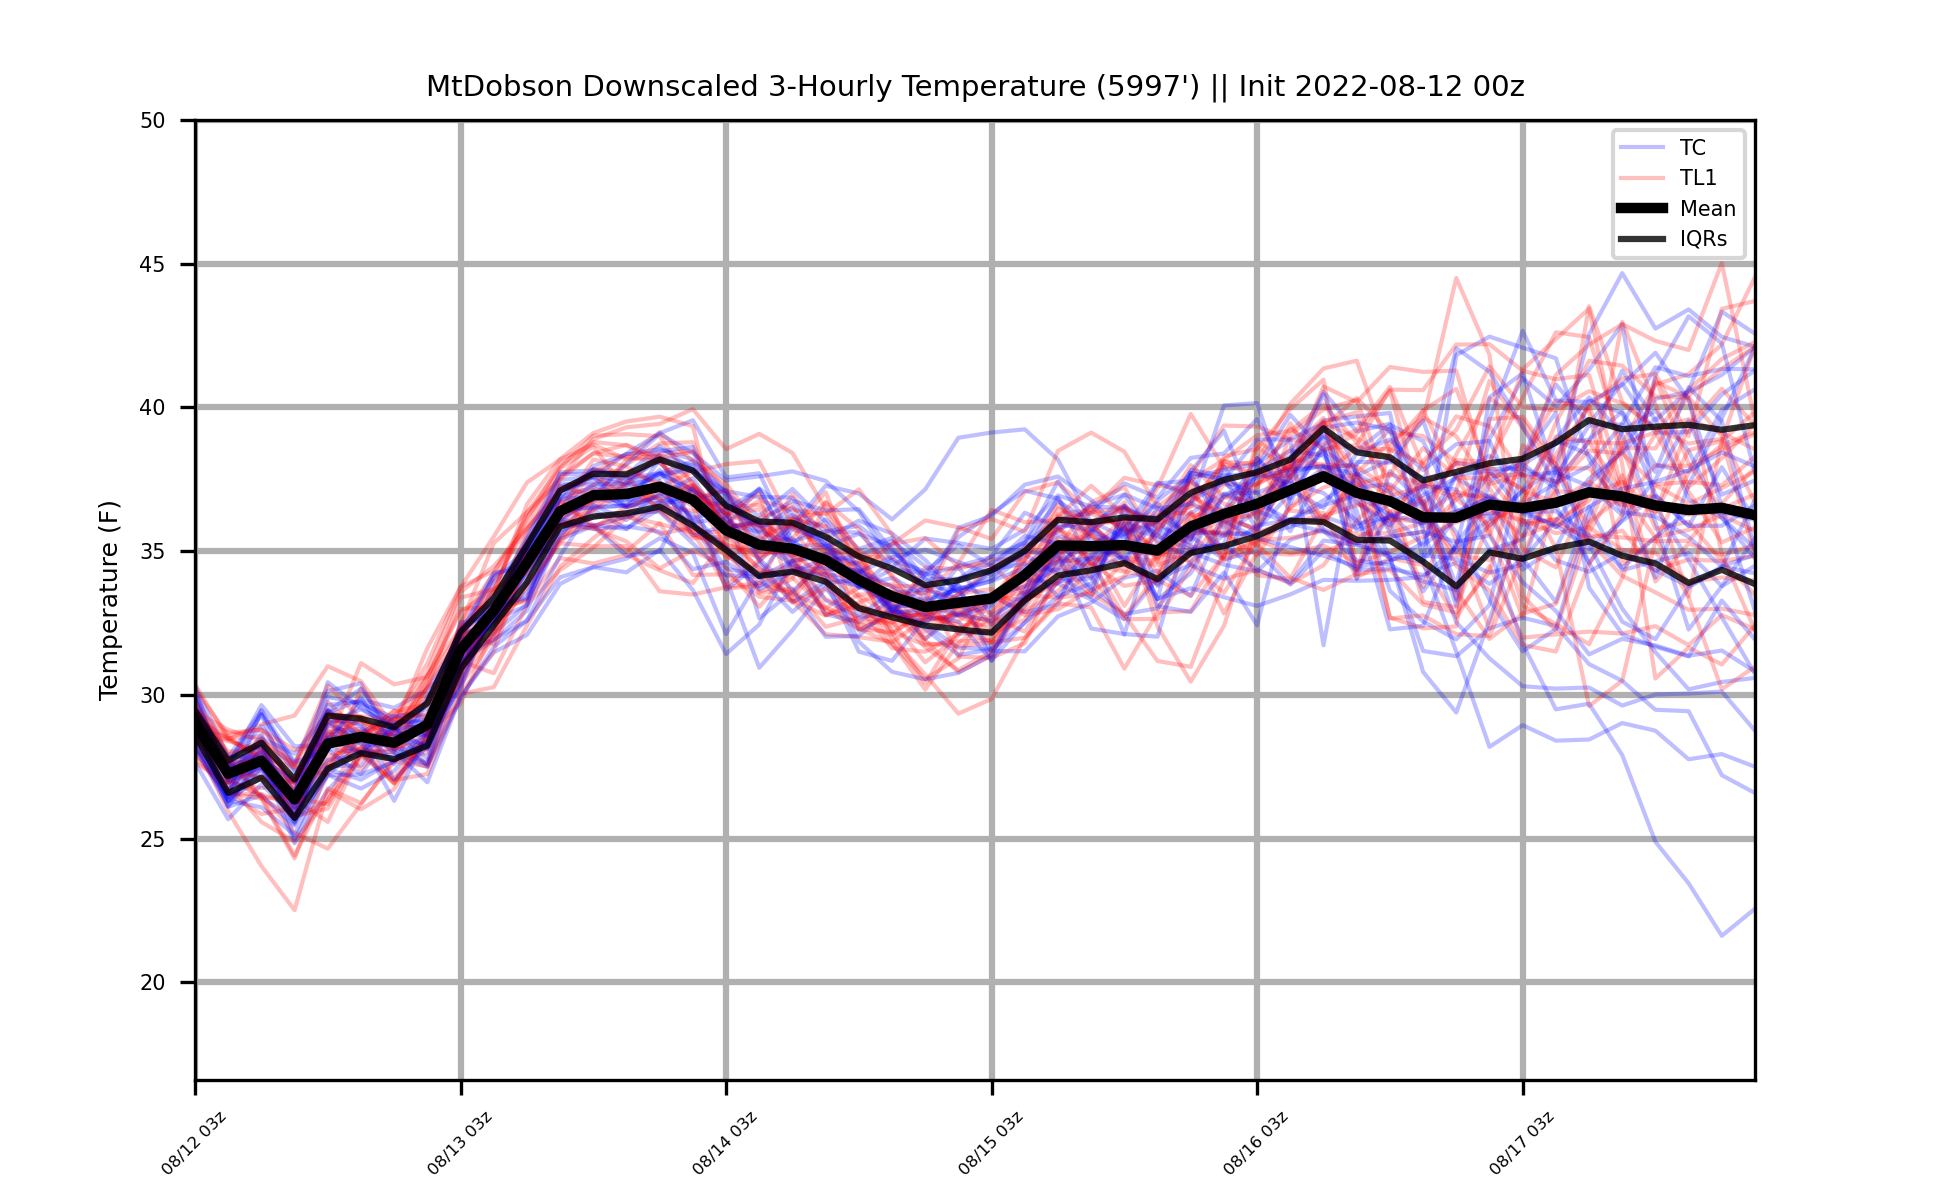 MtDobson Downscaled 3-Hourly Temperature (5997') || Init 2022-08-12 00z
TC
TL1
Mean
IQRs
Temperature (F)
50
45
40
35
30
25
20
08/12 03z
08/13 03z
08/14 03z
08/15 03z
08/16 03z
08/17 03z